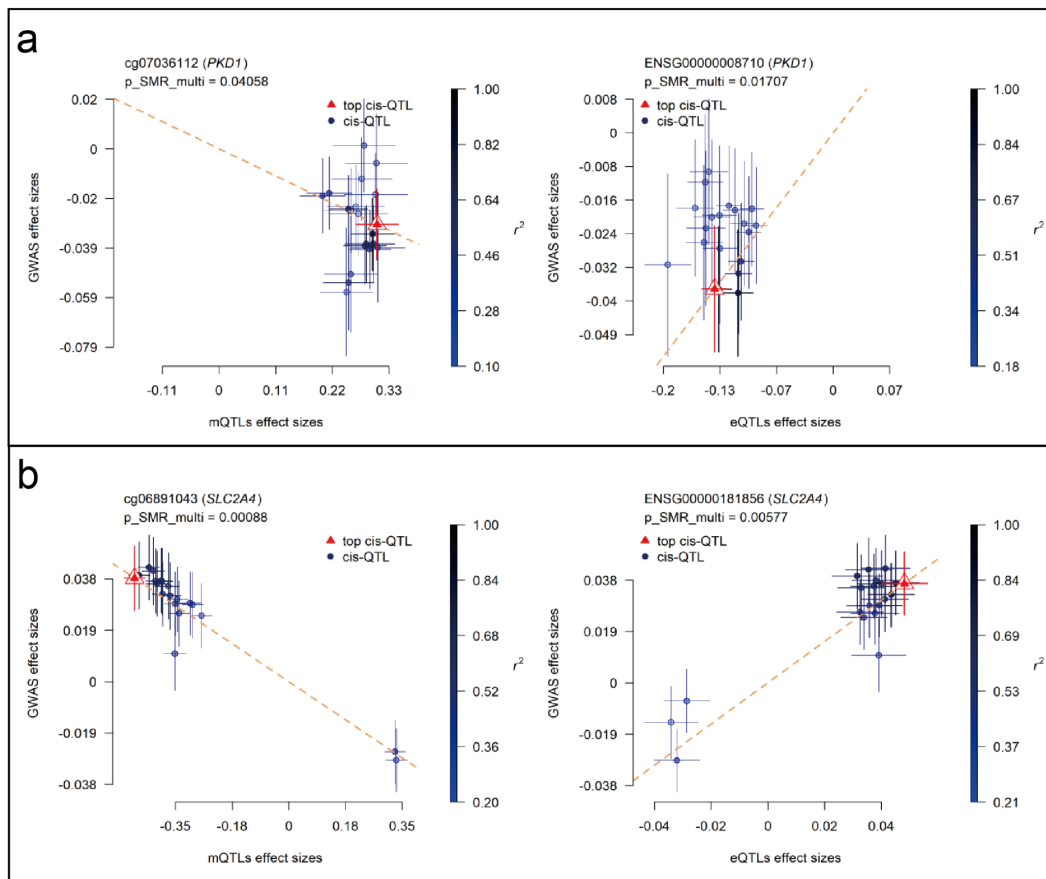 a
cg07036112 (PKD1)
p_SMR_multi = 0.04058
top cis-QTL
cis-QTL
0.02
0
-0.02
-0.039
-0.059
-0.079
GWAS effect sizes
-0.11
0
0.11
0.22
0.33
mQTLs effect sizes
1.00
0.82
0.64
0.46
0.28
0.10
r2
ENSG00000008710 (PKD1)
p_SMR_multi = 0.01707
top cis-QTL
cis-QTL
0.008
0
-0.008
-0.016
-0.024
-0.032
-0.04
-0.049
GWAS effect sizes
-0.2
-0.13
-0.07
0
0.07
eQTLs effect sizes
1.00
0.84
0.67
0.51
0.34
0.18
r2
b
cg06891043 (SLC2A4)
p_SMR_multi = 0.00088
top cis-QTL
cis-QTL
0.038
0.019
0
-0.019
-0.038
GWAS effect sizes
-0.35
-0.18
0
0.18
0.35
mQTLs effect sizes
1.00
0.84
0.68
0.52
0.36
0.20
r2
ENSG00000181856 (SLC2A4)
p_SMR_multi = 0.00577
top cis-QTL
cis-QTL
0.038
0.019
0
-0.019
-0.038
GWAS effect sizes
-0.04
-0.02
0
0.02
0.04
eQTLs effect sizes
1.00
0.84
0.69
0.53
0.37
0.21
r2